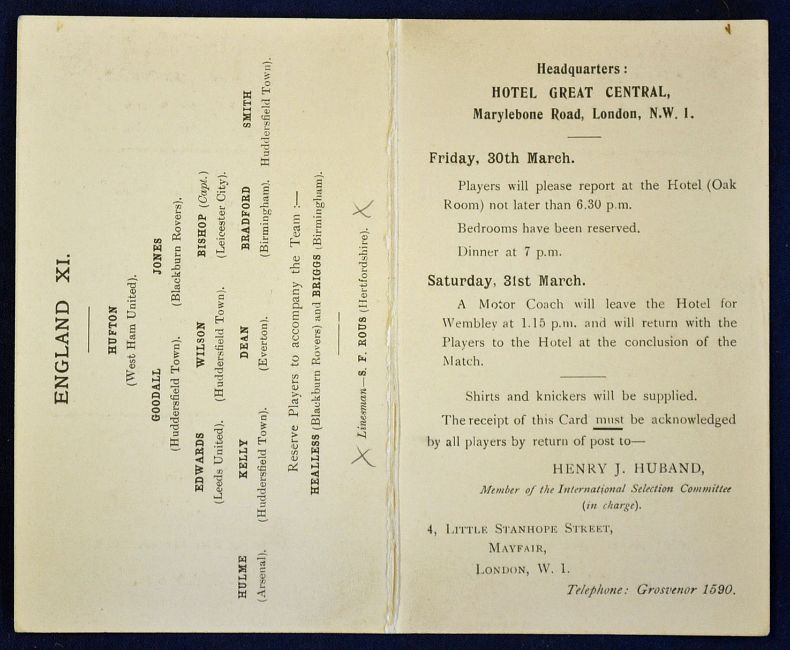 ENGLAND XI.
HUFTON
(West Ham United).
GOODALL JONES
(Huddersfield Town). (Blackburn Rovers).
EDWARDS WILSON BISHOP (Capt.)
(Leeds United). (Huddersfield Town). (Leicester City).
HULME KELLY DEAN BRADFORD SMITH
(Arsenal). (Huddersfield Town). (Everton). (Birmingham). Huddersfield Town).
Reserve Players to accompany the Team :—
HEALLESS (Blackburn Rovers) and BRIGGS (Birmingham).
X Linesman—S. F. ROUS (Hertfordshire). X
Headquarters :
HOTEL GREAT CENTRAL,
Marylebone Road, London, N.W. 1.
Friday, 30th March.
Players will please report at the Hotel (Oak
Room) not later than 6.30 p.m.
Bedrooms have been reserved.
Dinner at 7 p.m.
Saturday, 31st March.
A Motor Coach will leave the Hotel for
Wembley at 1.15 p.m. and will return with the
Players to the Hotel at the conclusion of the
Match.
Shirts and knickers will be supplied.
The receipt of this Card must be acknowledged
by all players by return of post to—
HENRY J. HUBAND,
Member of the International Selection Committee
(in charge).
4, LITTLE STANHOPE STREET,
MAYFAIR,
LONDON, W. 1.
Telephone: Grosvenor 1590.